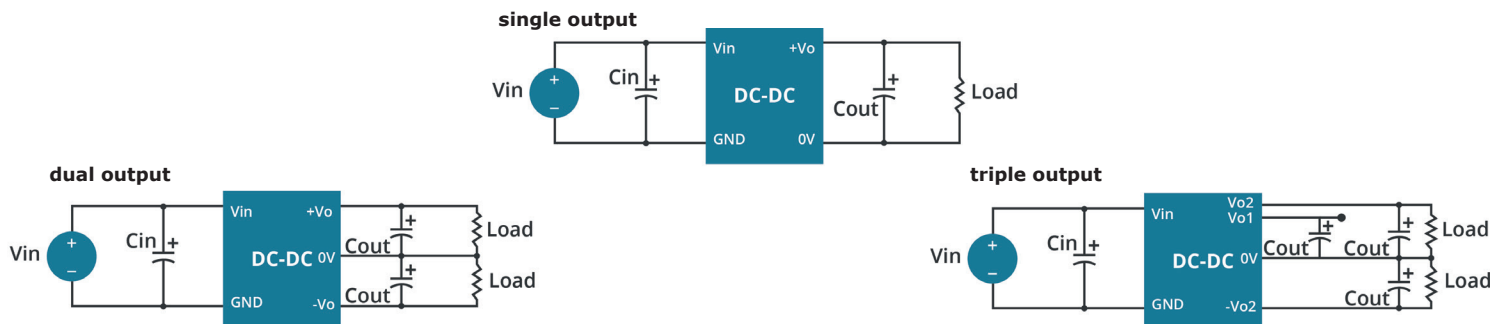 single output
Vin
+
−
Cin
+
Vin
+Vo
DC-DC
GND
0V
+
Cout
Load
dual output
Vin
+
−
Cin
+
Vin
+Vo
DC-DC
0V
GND
-Vo
+
Cout
Load
+
Cout
Load
triple output
Vin
+
−
Cin
+
Vin
Vo2
Vo1
DC-DC
0V
GND
-Vo2
+
Cout
+
Cout
Load
+
Cout
Load